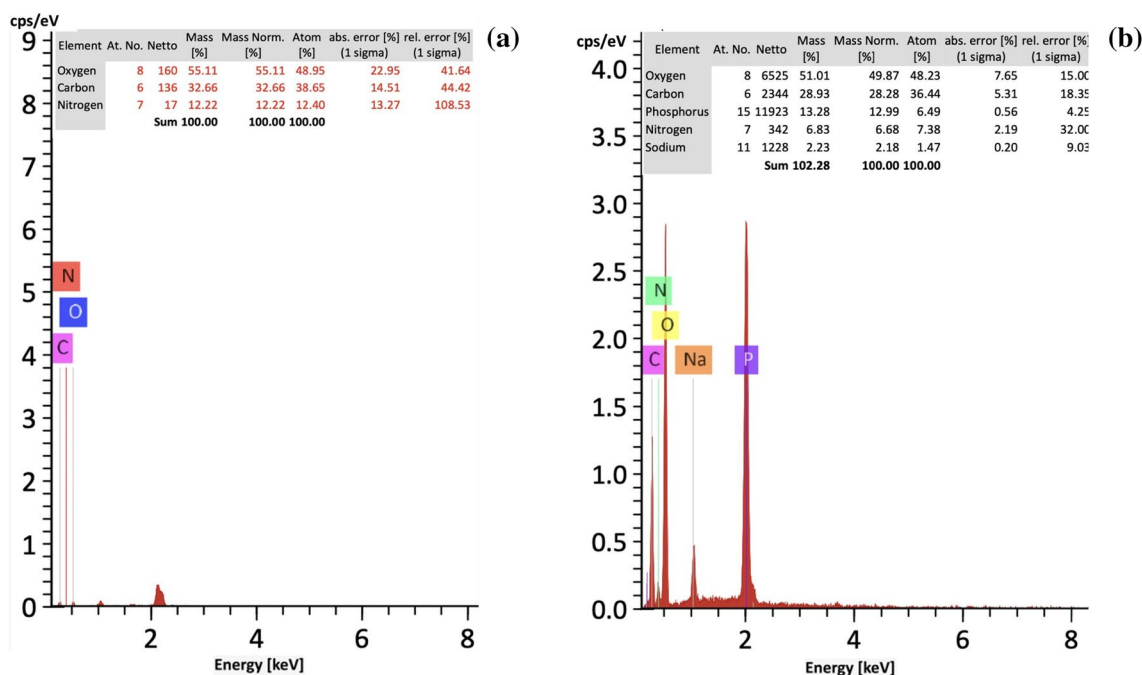 cps/eV
(a)
Element At. No. Netto Mass [%] Mass Norm. [%] Atom [%] abs. error [%] (1 sigma) rel. error [%] (1 sigma)
Oxygen 8 160 55.11 55.11 48.95 22.95 41.64
Carbon 6 136 32.66 32.66 38.65 14.51 44.42
Nitrogen 7 17 12.22 12.22 12.40 13.27 108.53
Sum 100.00 100.00 100.00
9
8
7
6
5
4
3
2
1
0
N
O
C
2 4 6 8
Energy [keV]
cps/eV
(b)
Element At. No. Netto Mass [%] Mass Norm. [%] Atom [%] abs. error [%] (1 sigma) rel. error [%] (1 sigma)
Oxygen 8 6525 51.01 49.87 48.23 7.65 15.00
Carbon 6 2344 28.93 28.28 36.44 5.31 18.35
Phosphorus 15 11923 13.28 12.99 6.49 0.56 4.25
Nitrogen 7 342 6.83 6.68 7.38 2.19 32.00
Sodium 11 1228 2.23 2.18 1.47 0.20 9.03
Sum 102.28 100.00 100.00
4.0
3.5
3.0
2.5
2.0
1.5
1.0
0.5
0.0
N
O
C Na P
2 4 6 8
Energy [keV]